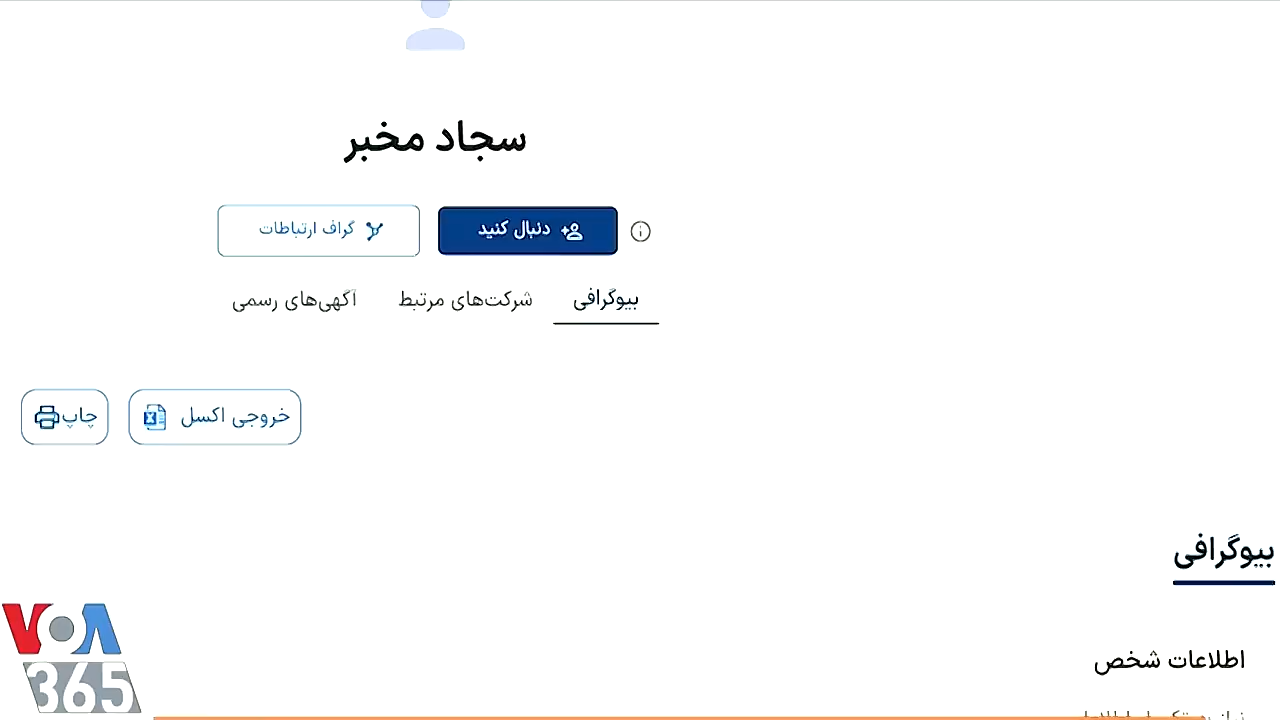 سجاد مخبر
دنبال کنید
گراف ارتباطات
بیوگرافی
شرکت‌های مرتبط
آگهی‌های رسمی
خروجی اکسل
چاپ
بیوگرافی
اطلاعات شخص
VOA
365